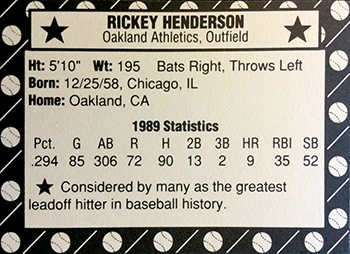 RICKEY HENDERSON
Oakland Athletics, Outfield
Ht: 5'10" Wt: 195 Bats Right, Throws Left
Born: 12/25/58, Chicago, IL
Home: Oakland, CA
1989 Statistics
Pct. G AB R H 2B 3B HR RBI SB
.294 85 306 72 90 13 2 9 35 52
★ Considered by many as the greatest
leadoff hitter in baseball history.